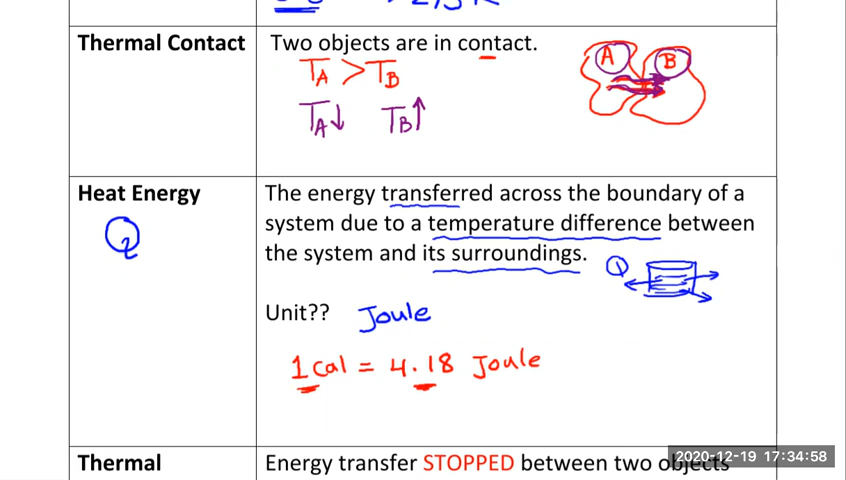 Thermal Contact
Two objects are in contact.
TA > TB
TA↓ TB↑
A B
Heat Energy
Q
The energy transferred across the boundary of a
system due to a temperature difference between
the system and its surroundings.
Q
Unit?? Joule
1 Cal = 4.18 Joule
Thermal
Energy transfer STOPPED between two objects
2020-12-19 17:34:58